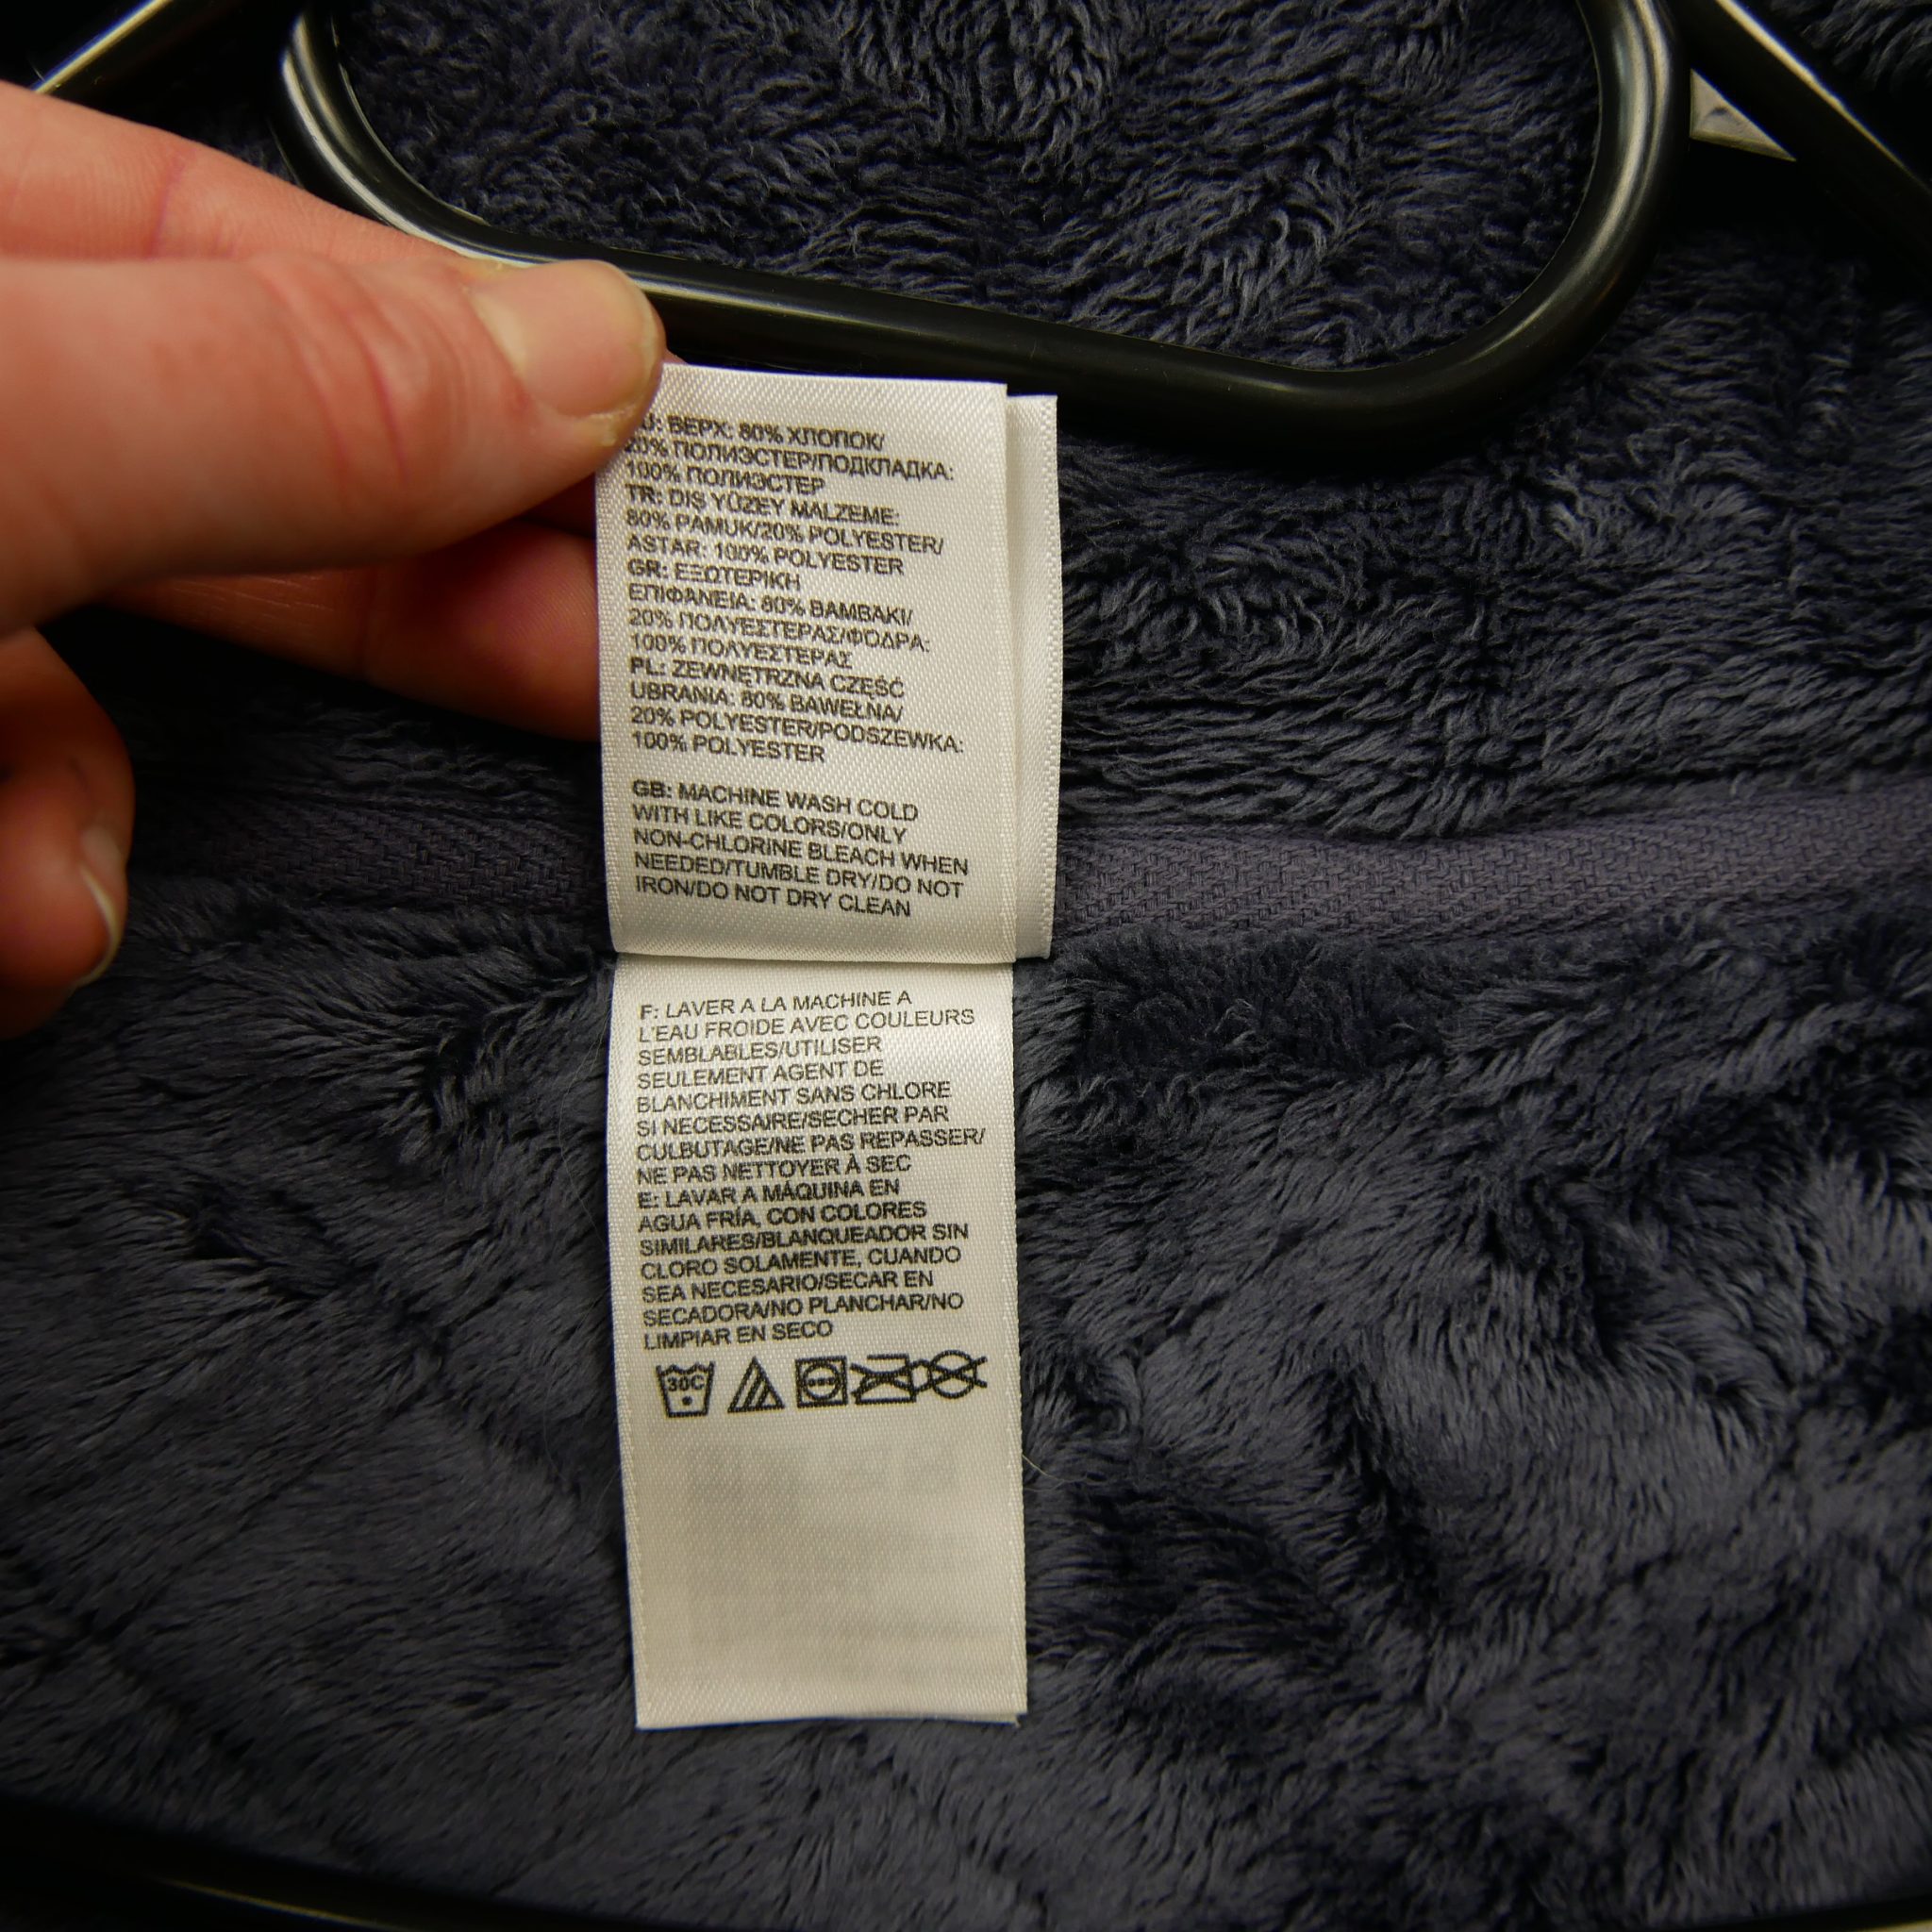 U: ВЕРХ: 80% ХЛОПОК/
20% ПОЛИЭСТЕР/ПОДКЛАДКА:
100% ПОЛИЭСТЕР
TR: DIŞ YÜZEY MALZEME:
80% PAMUK/20% POLYESTER/
ASTAR: 100% POLYESTER
GR: ΕΞΩΤΕΡΙΚΗ
ΕΠΙΦΑΝΕΙΑ: 80% ΒΑΜΒΑΚΙ/
20% ΠΟΛΥΕΣΤΕΡΑΣ/ΦΌΔΡΑ:
100% ΠΟΛΥΕΣΤΕΡΑΣ
PL: ZEWNĘTRZNA CZĘŚĆ
UBRANIA: 80% BAWEŁNA/
20% POLYESTER/PODSZEWKA:
100% POLYESTER
GB: MACHINE WASH COLD
WITH LIKE COLORS/ONLY
NON-CHLORINE BLEACH WHEN
NEEDED/TUMBLE DRY/DO NOT
IRON/DO NOT DRY CLEAN
F: LAVER A LA MACHINE A
L'EAU FROIDE AVEC COULEURS
SEMBLABLES/UTILISER
SEULEMENT AGENT DE
BLANCHIMENT SANS CHLORE
SI NECESSAIRE/SECHER PAR
CULBUTAGE/NE PAS REPASSER/
NE PAS NETTOYER À SEC
E: LAVAR A MÁQUINA EN
AGUA FRÍA, CON COLORES
SIMILARES/BLANQUEADOR SIN
CLORO SOLAMENTE, CUANDO
SEA NECESARIO/SECAR EN
SECADORA/NO PLANCHAR/NO
LIMPIAR EN SECO
30C